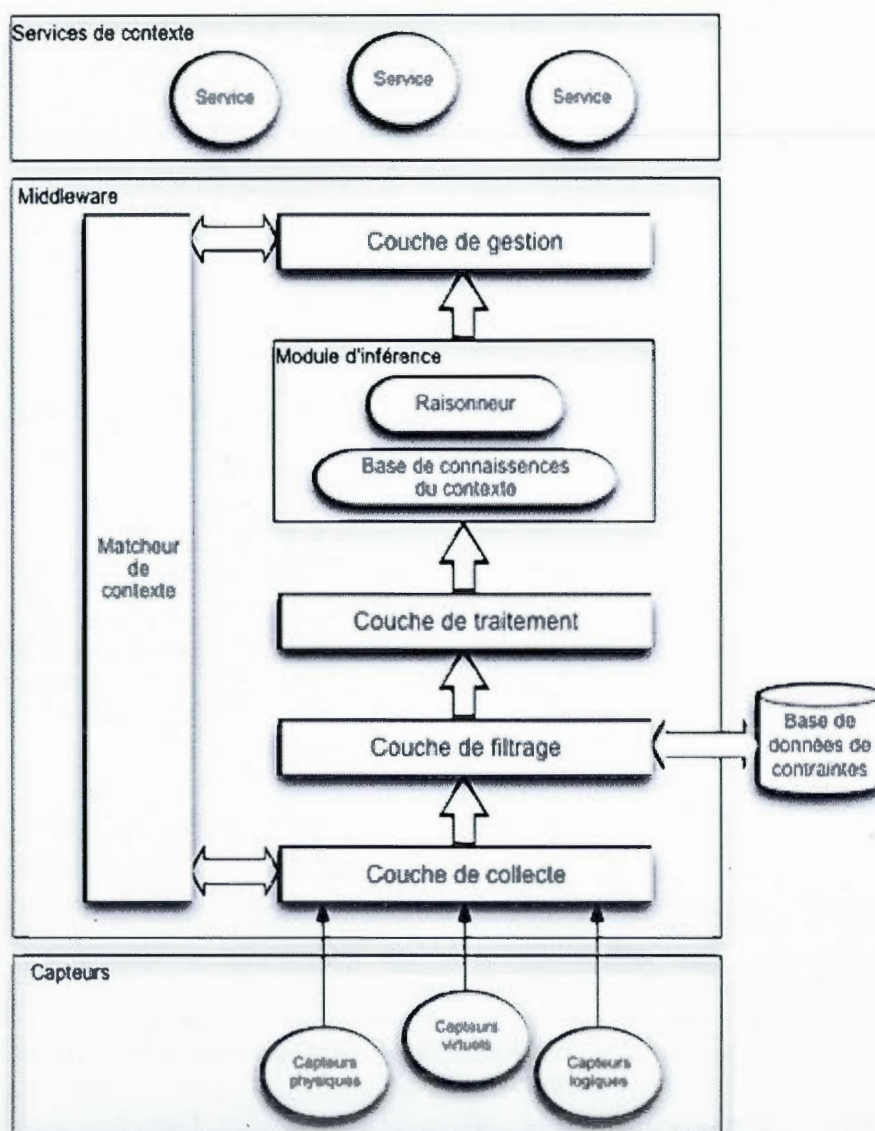 Services de contexte
Service
Service
Service
Middleware
Couche de gestion
Module d'inférence
Raisonneur
Base de connaissences
du contexte
Matcheur
de
contexte
Couche de traitement
Couche de filtrage
Base de
données de
contraintes
Couche de collecte
Capteurs
Capteurs
physiques
Capteurs
virtuels
Capteurs
logiques